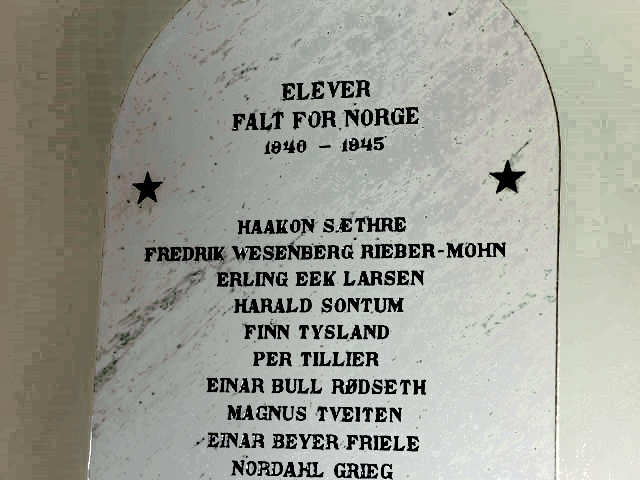 ELEVER
FALT FOR NORGE
1940 – 1945
HAAKON SÆTHRE
FREDRIK WESENBERG RIEBER-MOHN
ERLING EEK LARSEN
HARALD SONTUM
FINN TYSLAND
PER TILLIER
EINAR BULL RØDSETH
MAGNUS TVEITEN
EINAR BEYER FRIELE
NORDAHL GRIEG